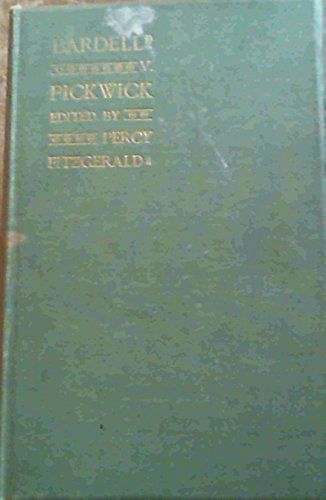 BARDELL
V.
PICKWICK
EDITED BY
PERCY
FITZGERALD